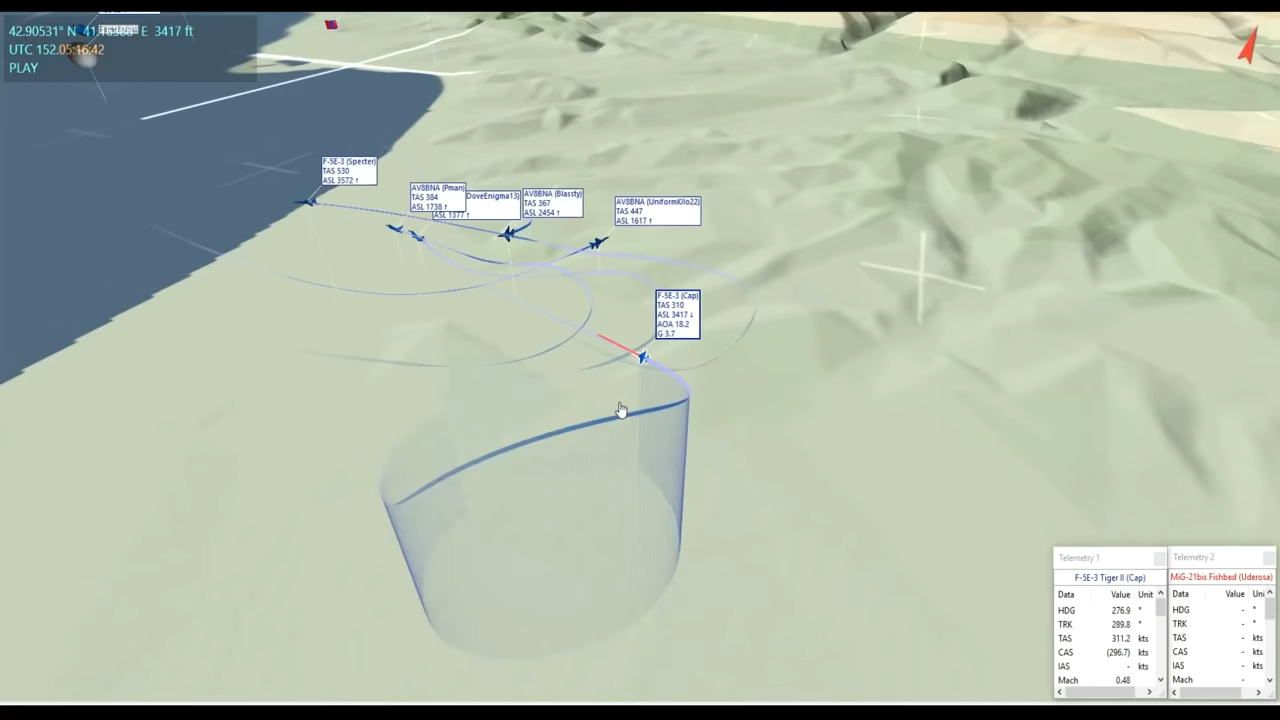 42.90531° N 41.16386° E 3417 ft
UTC 152.05:16:42
PLAY
F-5E-3 (Specter)
TAS 530
ASL 3572 ↑
AV8BNA (Pman)
TAS 384
ASL 1738 ↑
DoveEnigma13)
ASL 1377 ↑
AV8BNA (Blassty)
TAS 367
ASL 2454 ↑
AV8BNA (UniformKilo22)
TAS 447
ASL 1617 ↑
F-5E-3 (Cap)
TAS 310
ASL 3417 ↓
AOA 18.2
G 3.7
Telemetry 1
F-5E-3 Tiger II (Cap)
Data Value Unit
HDG 276.9 °
TRK 289.8 °
TAS 311.2 kts
CAS (296.7) kts
IAS - kts
Mach 0.48
Telemetry 2
MiG-21bis Fishbed (Uderosa)
Data Value Uni
HDG - °
TRK - °
TAS - kts
CAS - kts
IAS - kts
Mach -